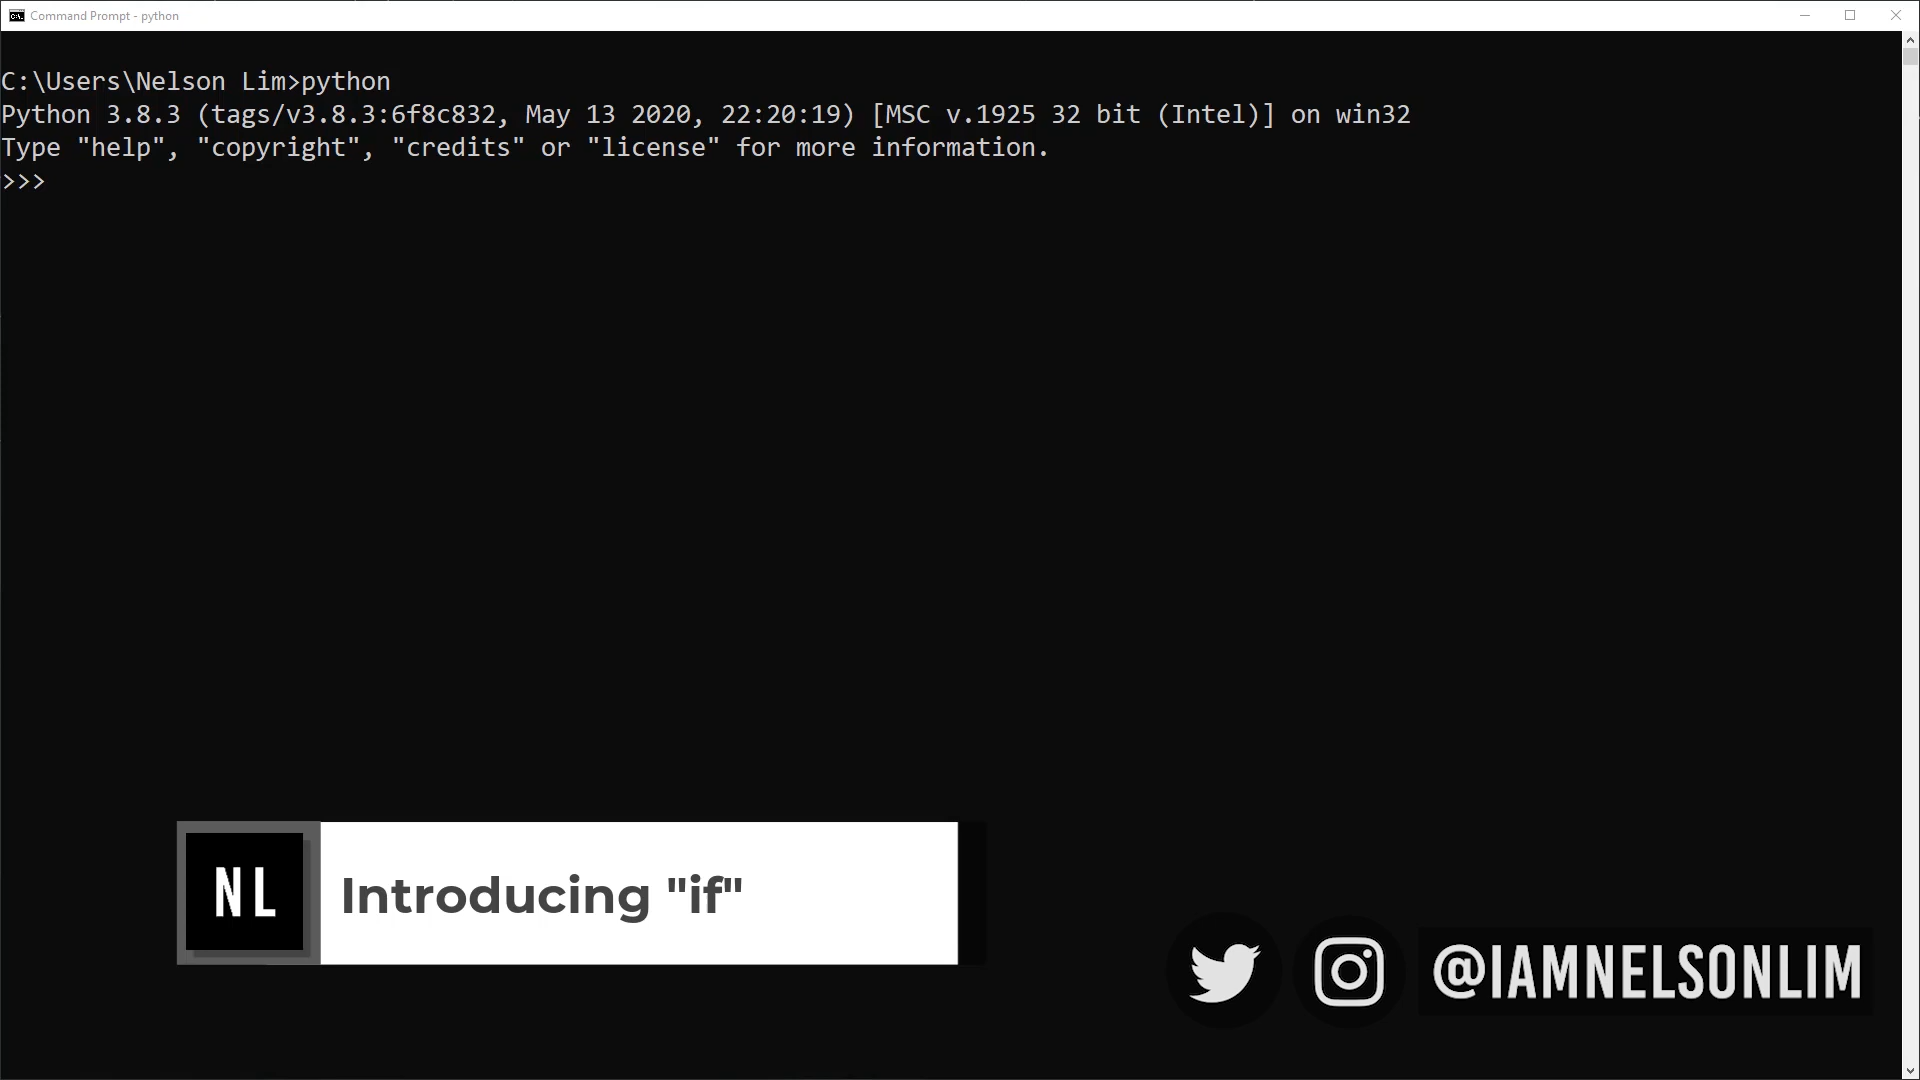 Command Prompt - python
C:\Users\Nelson Lim>python
Python 3.8.3 (tags/v3.8.3:6f8c832, May 13 2020, 22:20:19) [MSC v.1925 32 bit (Intel)] on win32
Type "help", "copyright", "credits" or "license" for more information.
>>>
NL
Introducing "if"
@IAMNELSONLIM